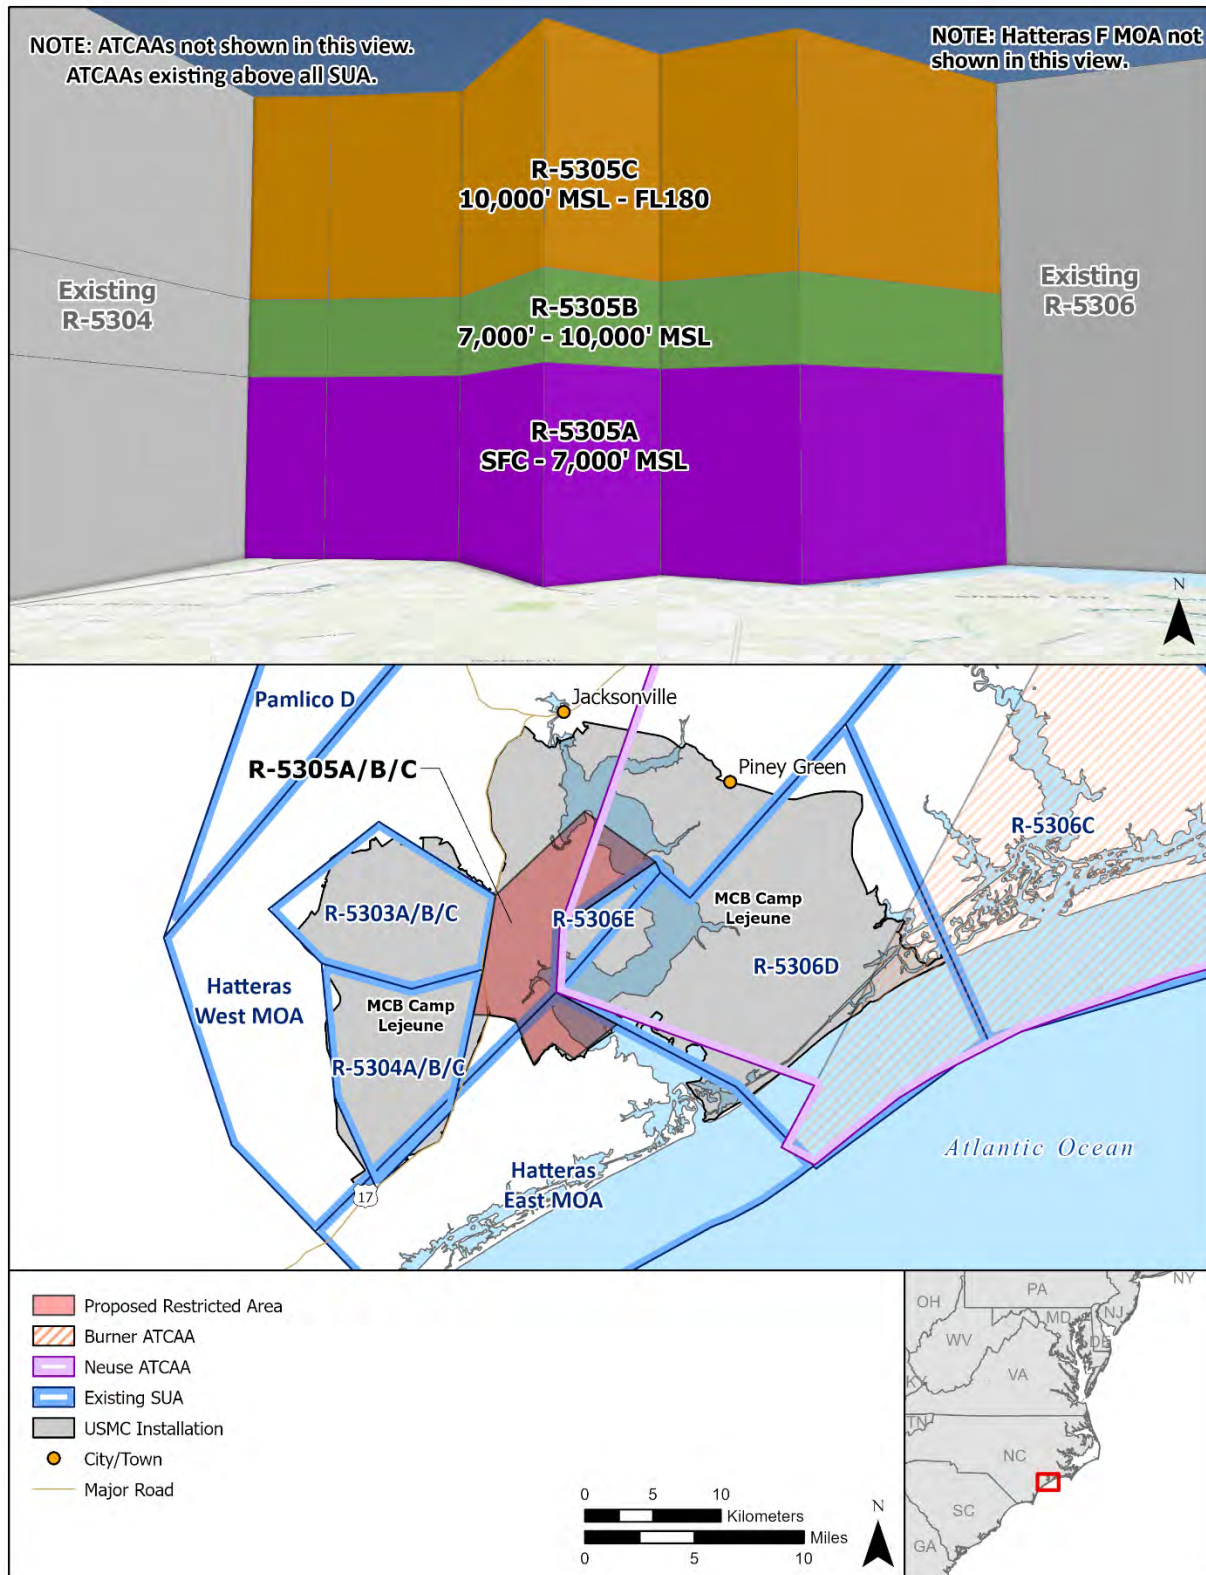 NOTE: ATCAAs not shown in this view.
ATCAAs existing above all SUA.
NOTE: Hatteras F MOA not
shown in this view.
R-5305C
10,000' MSL - FL180
Existing
R-5304
R-5305B
7,000' - 10,000' MSL
Existing
R-5306
R-5305A
SFC - 7,000' MSL
N
Pamlico D
Jacksonville
R-5305A/B/C
Piney Green
R-5306C
R-5303A/B/C
R-5306E
MCB Camp
Lejeune
R-5306D
Hatteras
West MOA
MCB Camp
Lejeune
R-5304A/B/C
Hatteras
East MOA
Atlantic Ocean
17
Proposed Restricted Area
Burner ATCAA
Neuse ATCAA
Existing SUA
USMC Installation
City/Town
Major Road
0 5 10
Kilometers
Miles
0 5 10
N
NY
PA
OH
NJ
MD
DE
WV
VA
KY
TN
NC
SC
GA